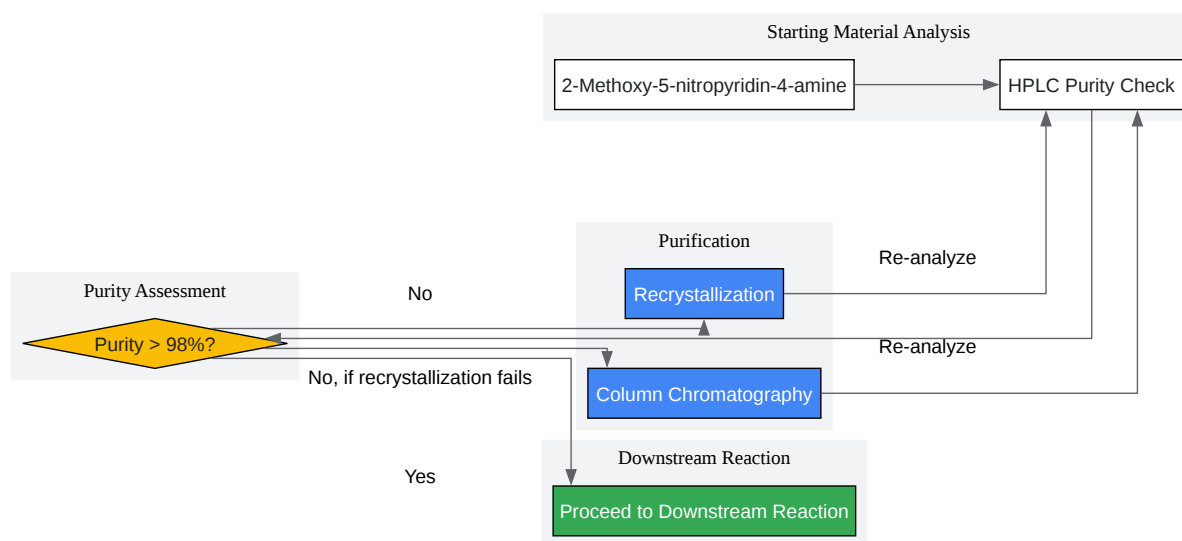 Starting Material Analysis
2-Methoxy-5-nitropyridin-4-amine
HPLC Purity Check
Purification
Re-analyze
Recrystallization
Purity Assessment
No
Purity > 98%?
Re-analyze
No, if recrystallization fails
Column Chromatography
Downstream Reaction
Yes
Proceed to Downstream Reaction